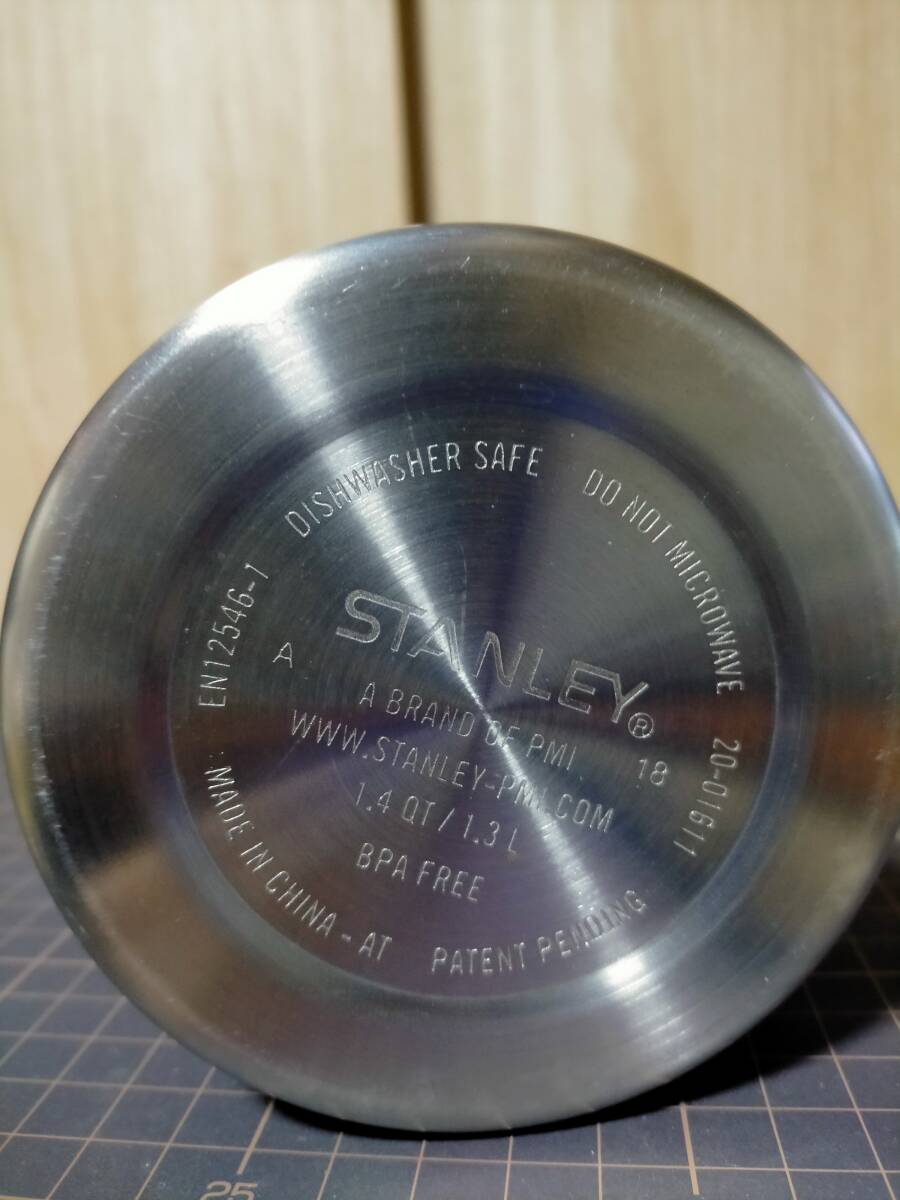 DISHWASHER SAFE
DO NOT MICROWAVE
20-01611
EN12546-1
A
STANLEY®
A BRAND OF PMI
18
WWW.STANLEY-PMI.COM
1.4 QT / 1.3 L
BPA FREE
MADE IN CHINA - AT
PATENT PENDING
25